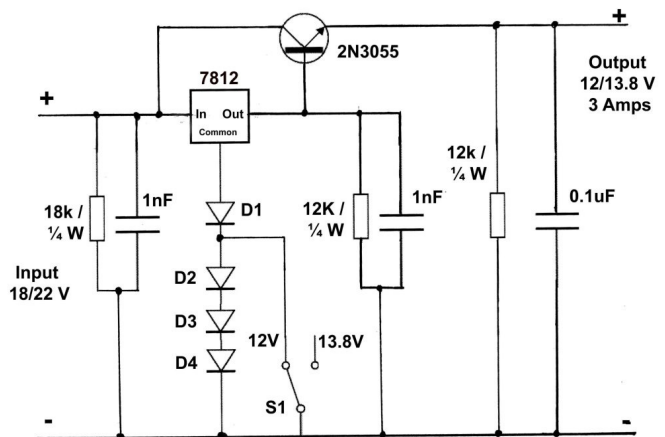 2N3055
+
Output
12/13.8 V
3 Amps
7812
+
In Out
Common
12k /
¼ W
1nF
1nF
0.1uF
18k /
¼ W
D1
12K /
¼ W
Input
18/22 V
D2
D3
12V
13.8V
D4
S1
-
-